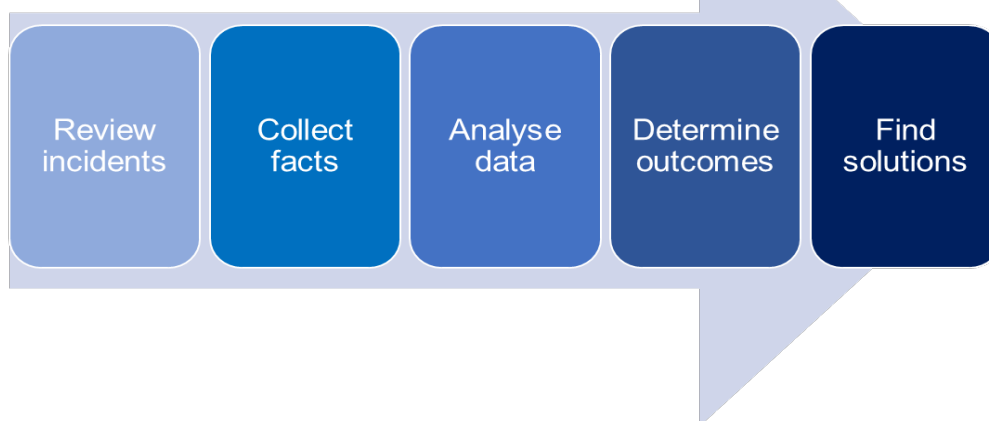 Review
incidents
Collect
facts
Analyse
data
Determine
outcomes
Find
solutions